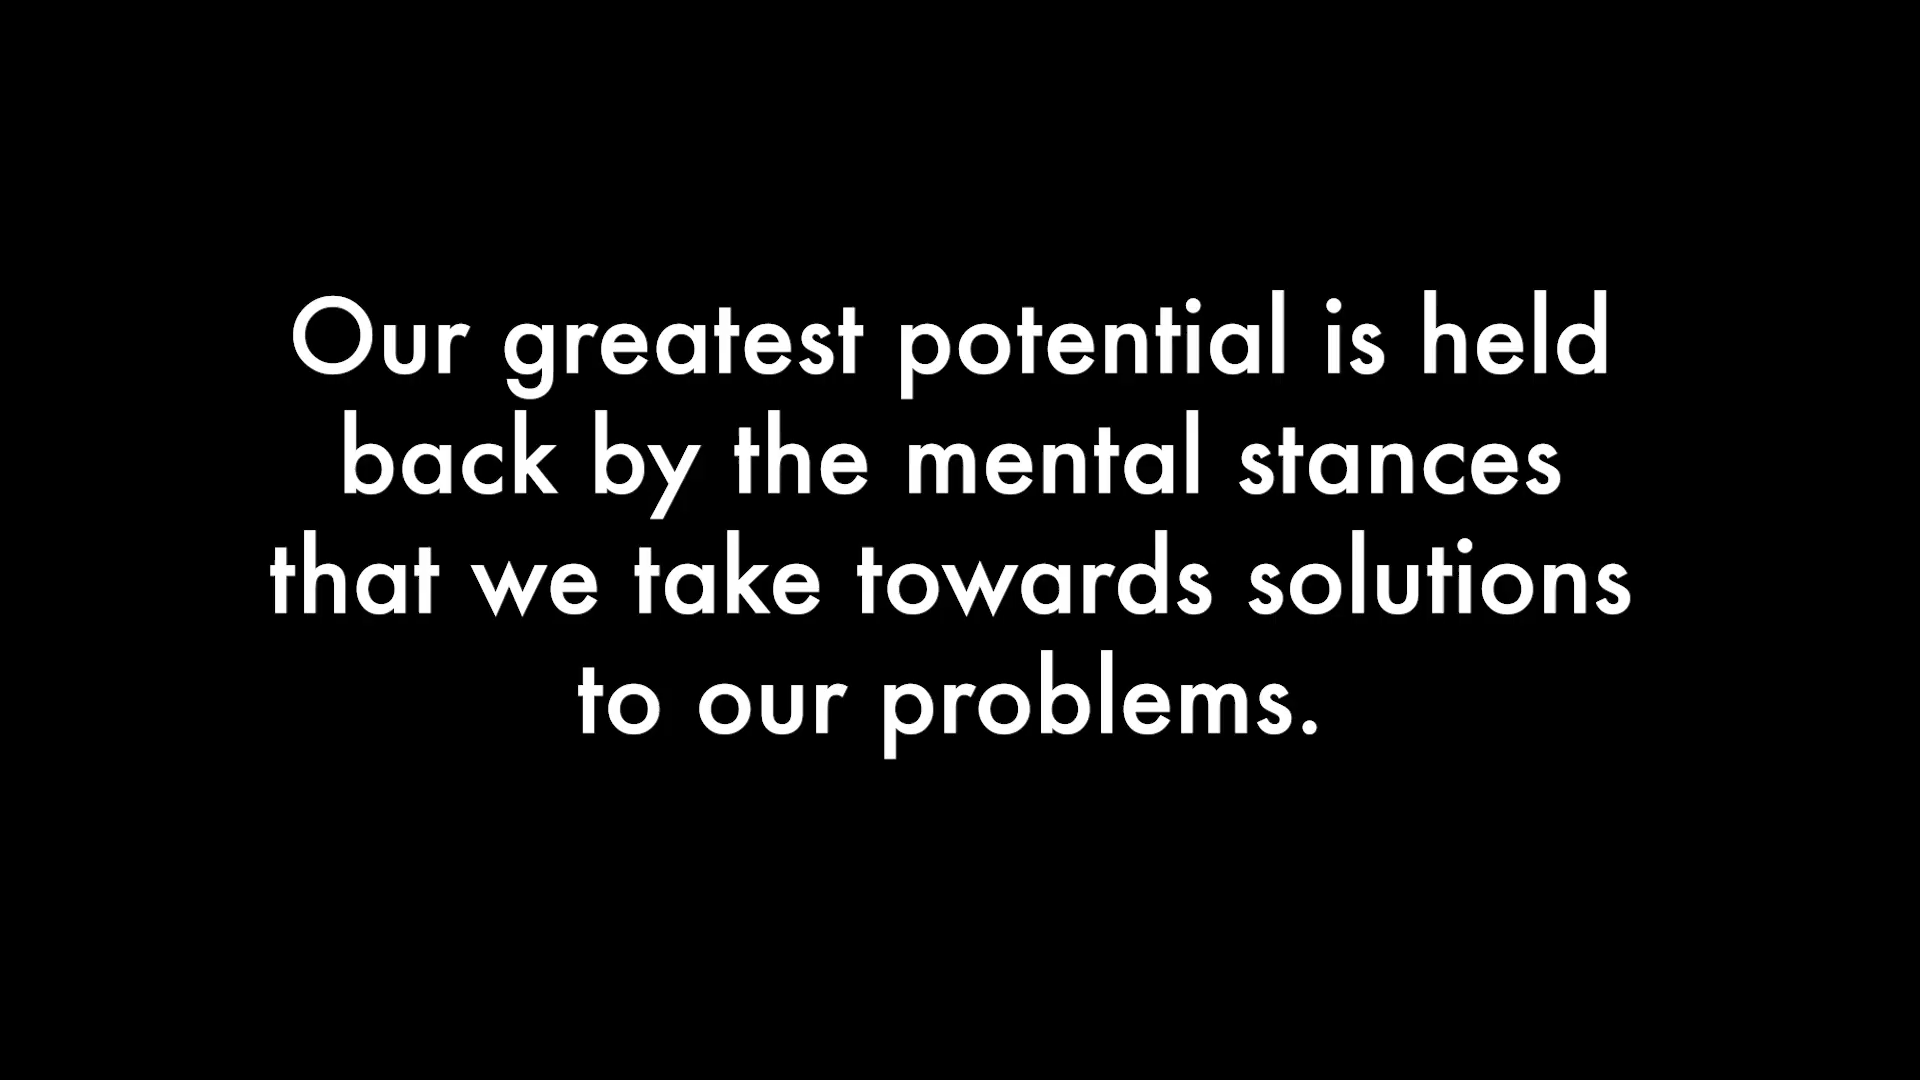 Our greatest potential is held
back by the mental stances
that we take towards solutions
to our problems.